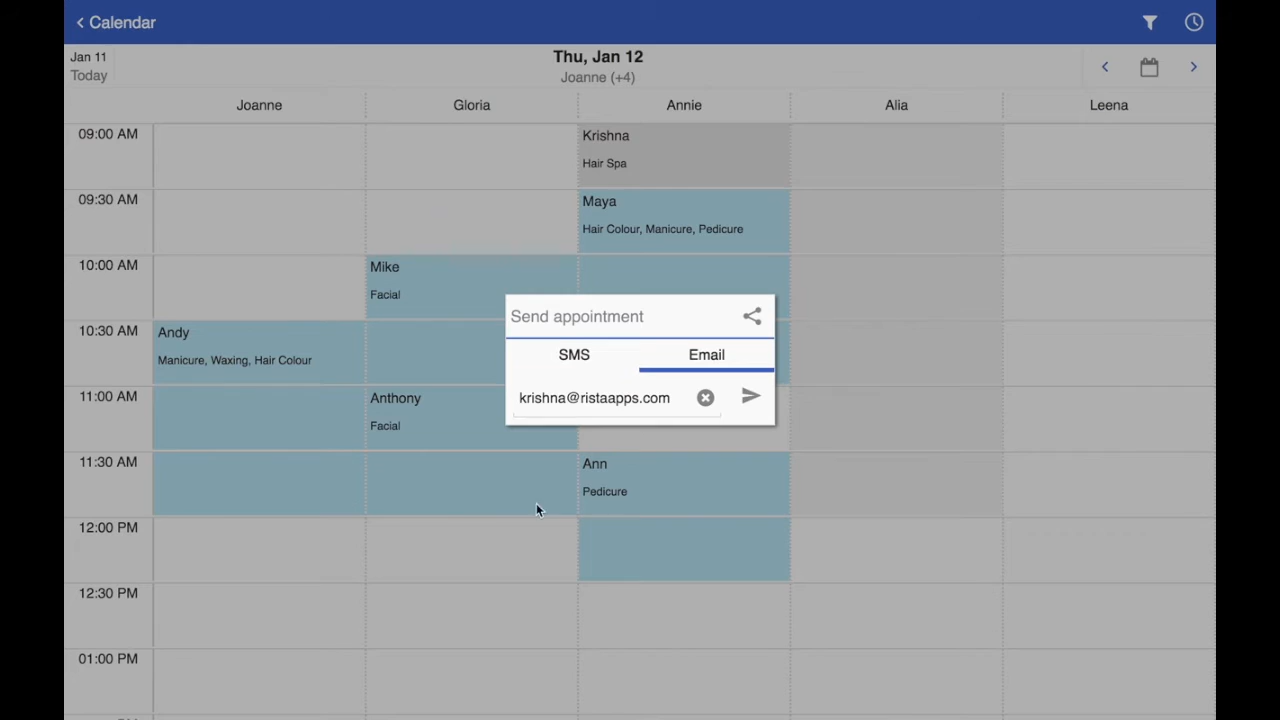 Calendar
Jan 11
Today
Thu, Jan 12
Joanne (+4)
Joanne
Gloria
Annie
Alia
Leena
09:00 AM
Krishna
Hair Spa
09:30 AM
Maya
Hair Colour, Manicure, Pedicure
10:00 AM
Mike
Facial
Send appointment
SMS
Email
krishna@ristaapps.com
10:30 AM
Andy
Manicure, Waxing, Hair Colour
11:00 AM
Anthony
Facial
11:30 AM
Ann
Pedicure
12:00 PM
12:30 PM
01:00 PM